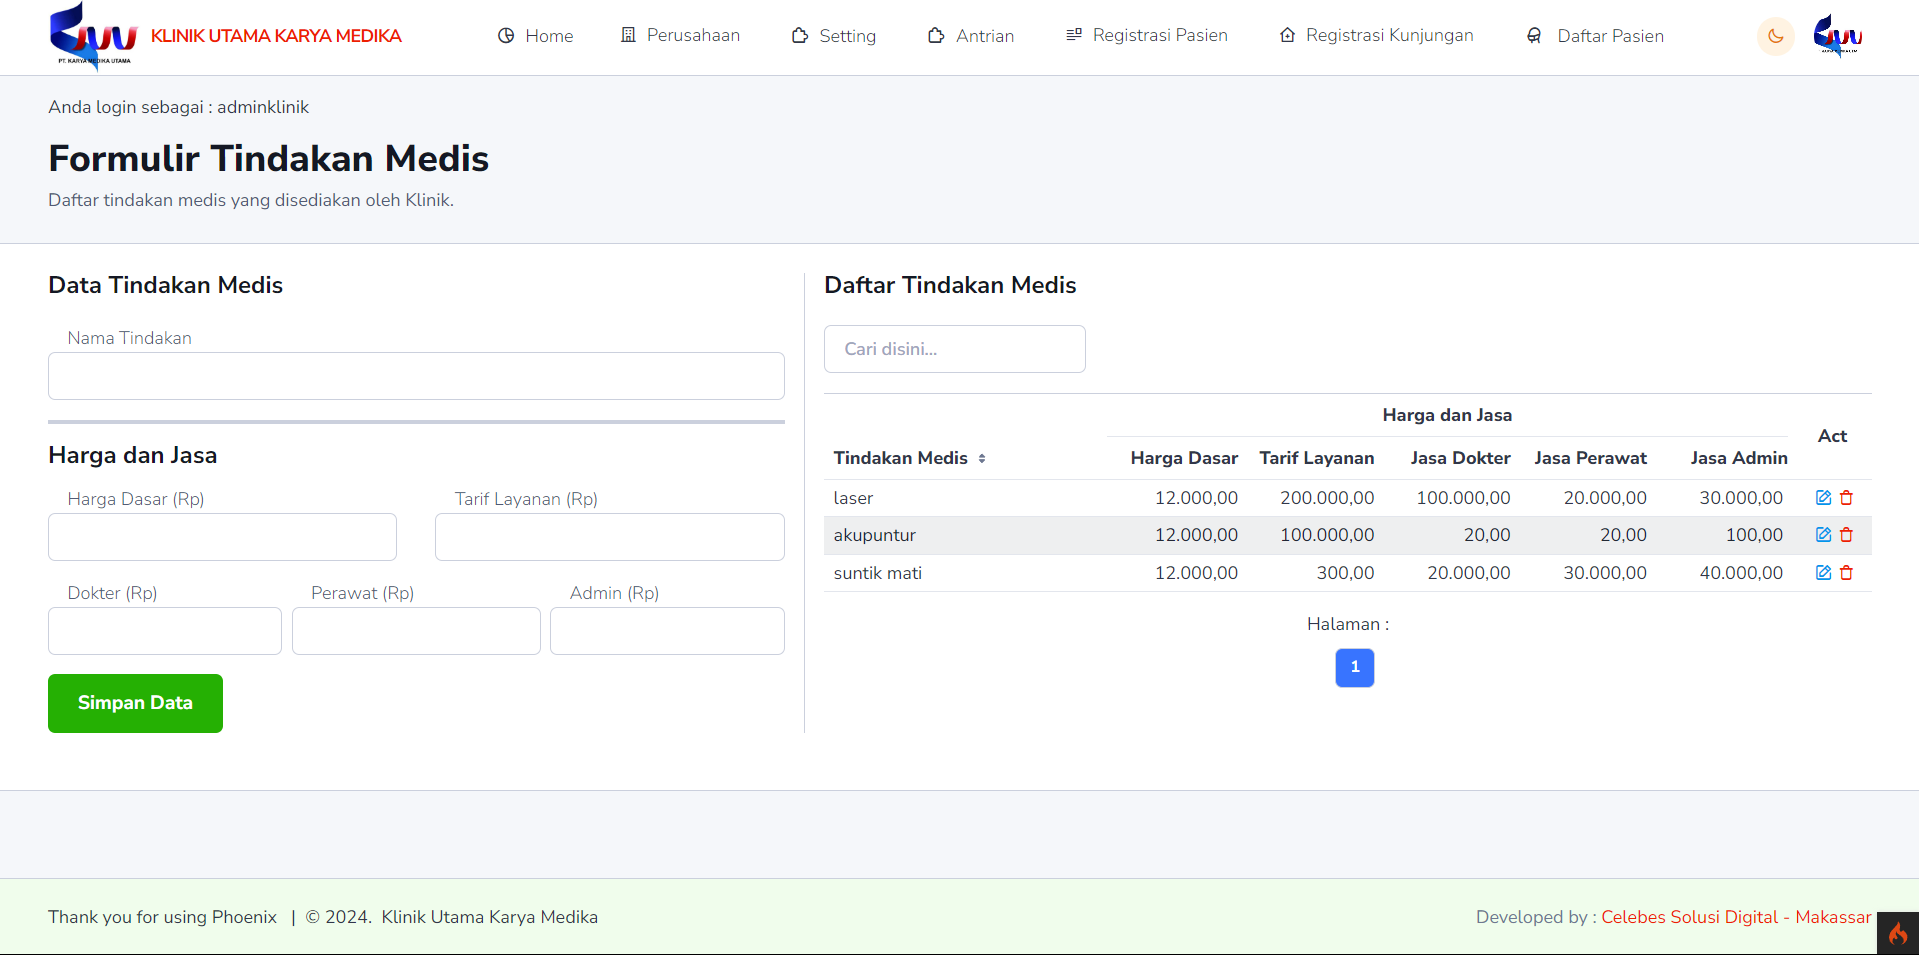 PT. KARYA MEDIKA UTAMA
KLINIK UTAMA KARYA MEDIKA
Home
Perusahaan
Setting
Antrian
Registrasi Pasien
Registrasi Kunjungan
Daftar Pasien
Anda login sebagai : adminklinik
Formulir Tindakan Medis
Daftar tindakan medis yang disediakan oleh Klinik.
Data Tindakan Medis
Nama Tindakan
Harga dan Jasa
Harga Dasar (Rp)
Tarif Layanan (Rp)
Dokter (Rp)
Perawat (Rp)
Admin (Rp)
Simpan Data
Daftar Tindakan Medis
Cari disini...
Harga dan Jasa
Act
Tindakan Medis Harga Dasar Tarif Layanan Jasa Dokter Jasa Perawat Jasa Admin
laser 12.000,00 200.000,00 100.000,00 20.000,00 30.000,00
akupuntur 12.000,00 100.000,00 20,00 20,00 100,00
suntik mati 12.000,00 300,00 20.000,00 30.000,00 40.000,00
Halaman :
1
Thank you for using Phoenix | © 2024. Klinik Utama Karya Medika
Developed by : Celebes Solusi Digital - Makassar